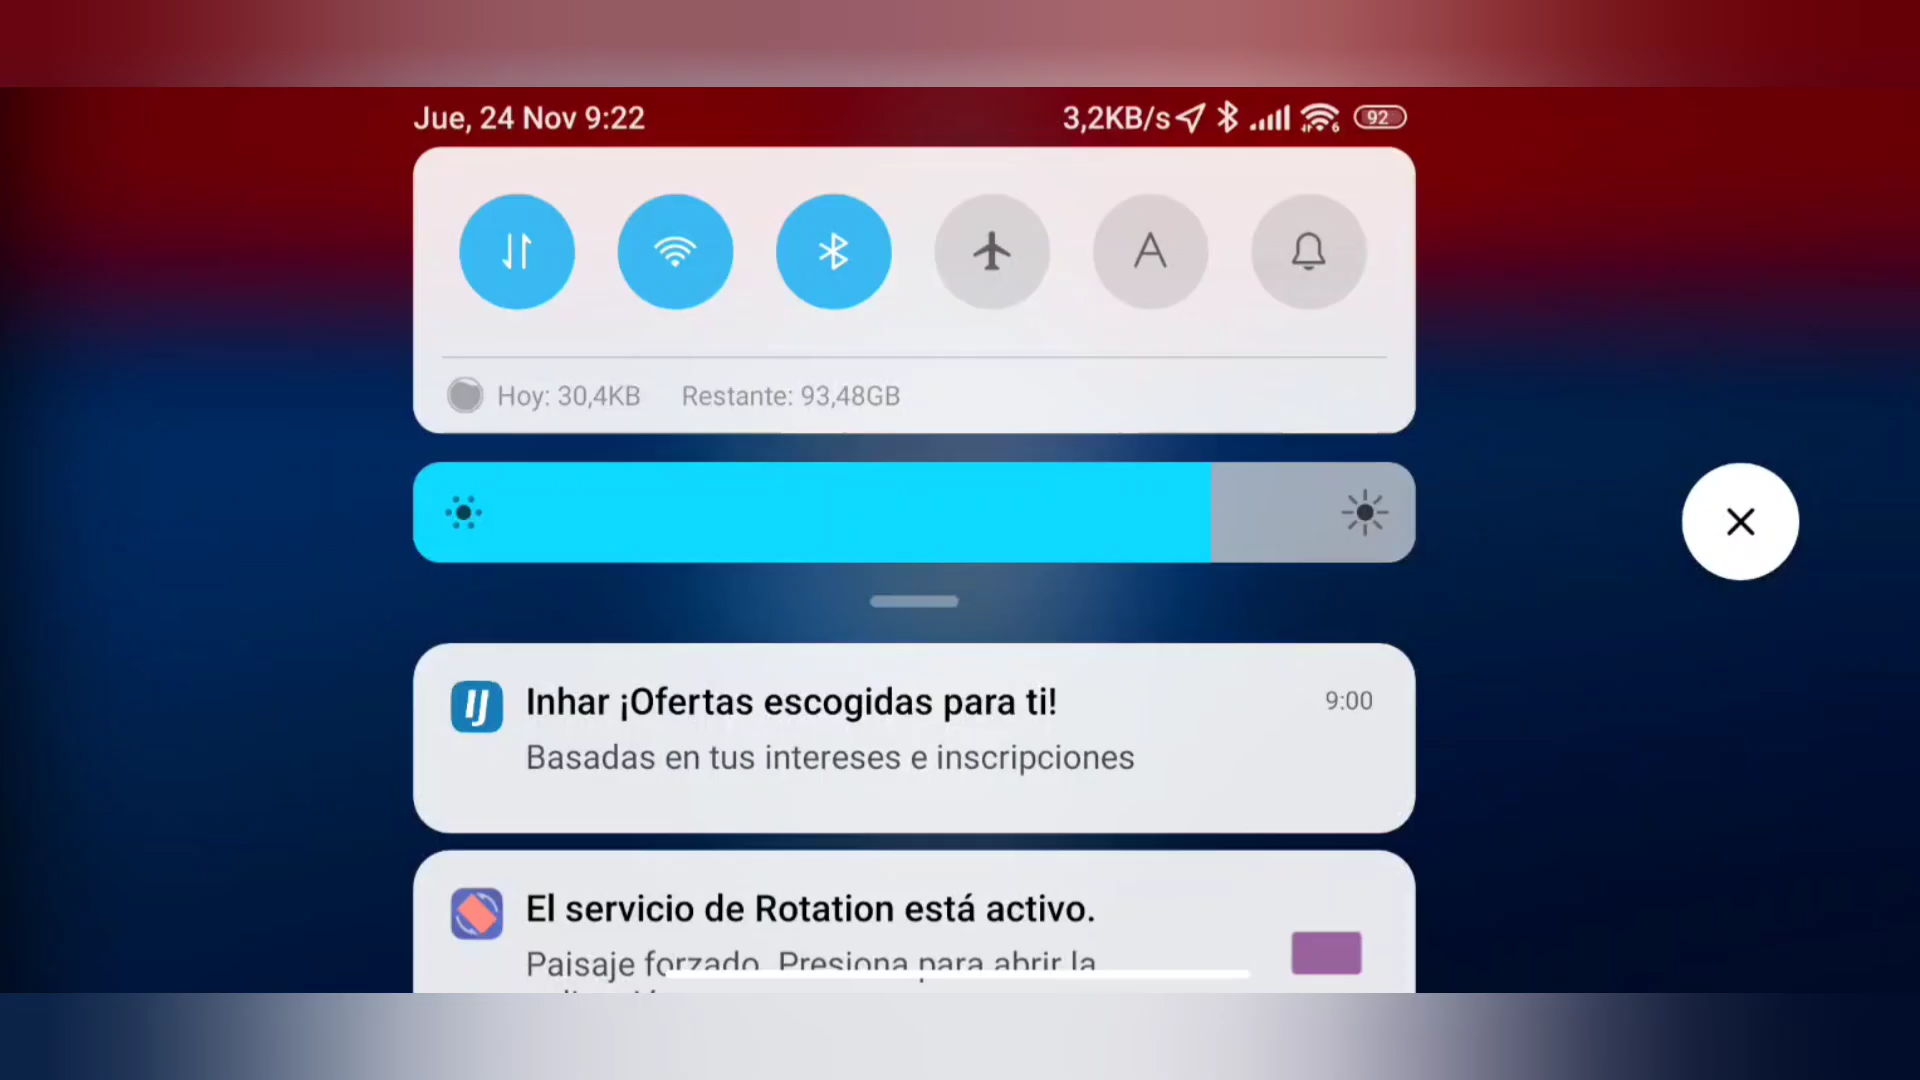 Jue, 24 Nov 9:22
3,2KB/s 6 92
A
Hoy: 30,4KB Restante: 93,48GB
IJ Inhar ¡Ofertas escogidas para ti! 9:00
Basadas en tus intereses e inscripciones
El servicio de Rotation está activo.
Paisaje forzado. Presiona para abrir la